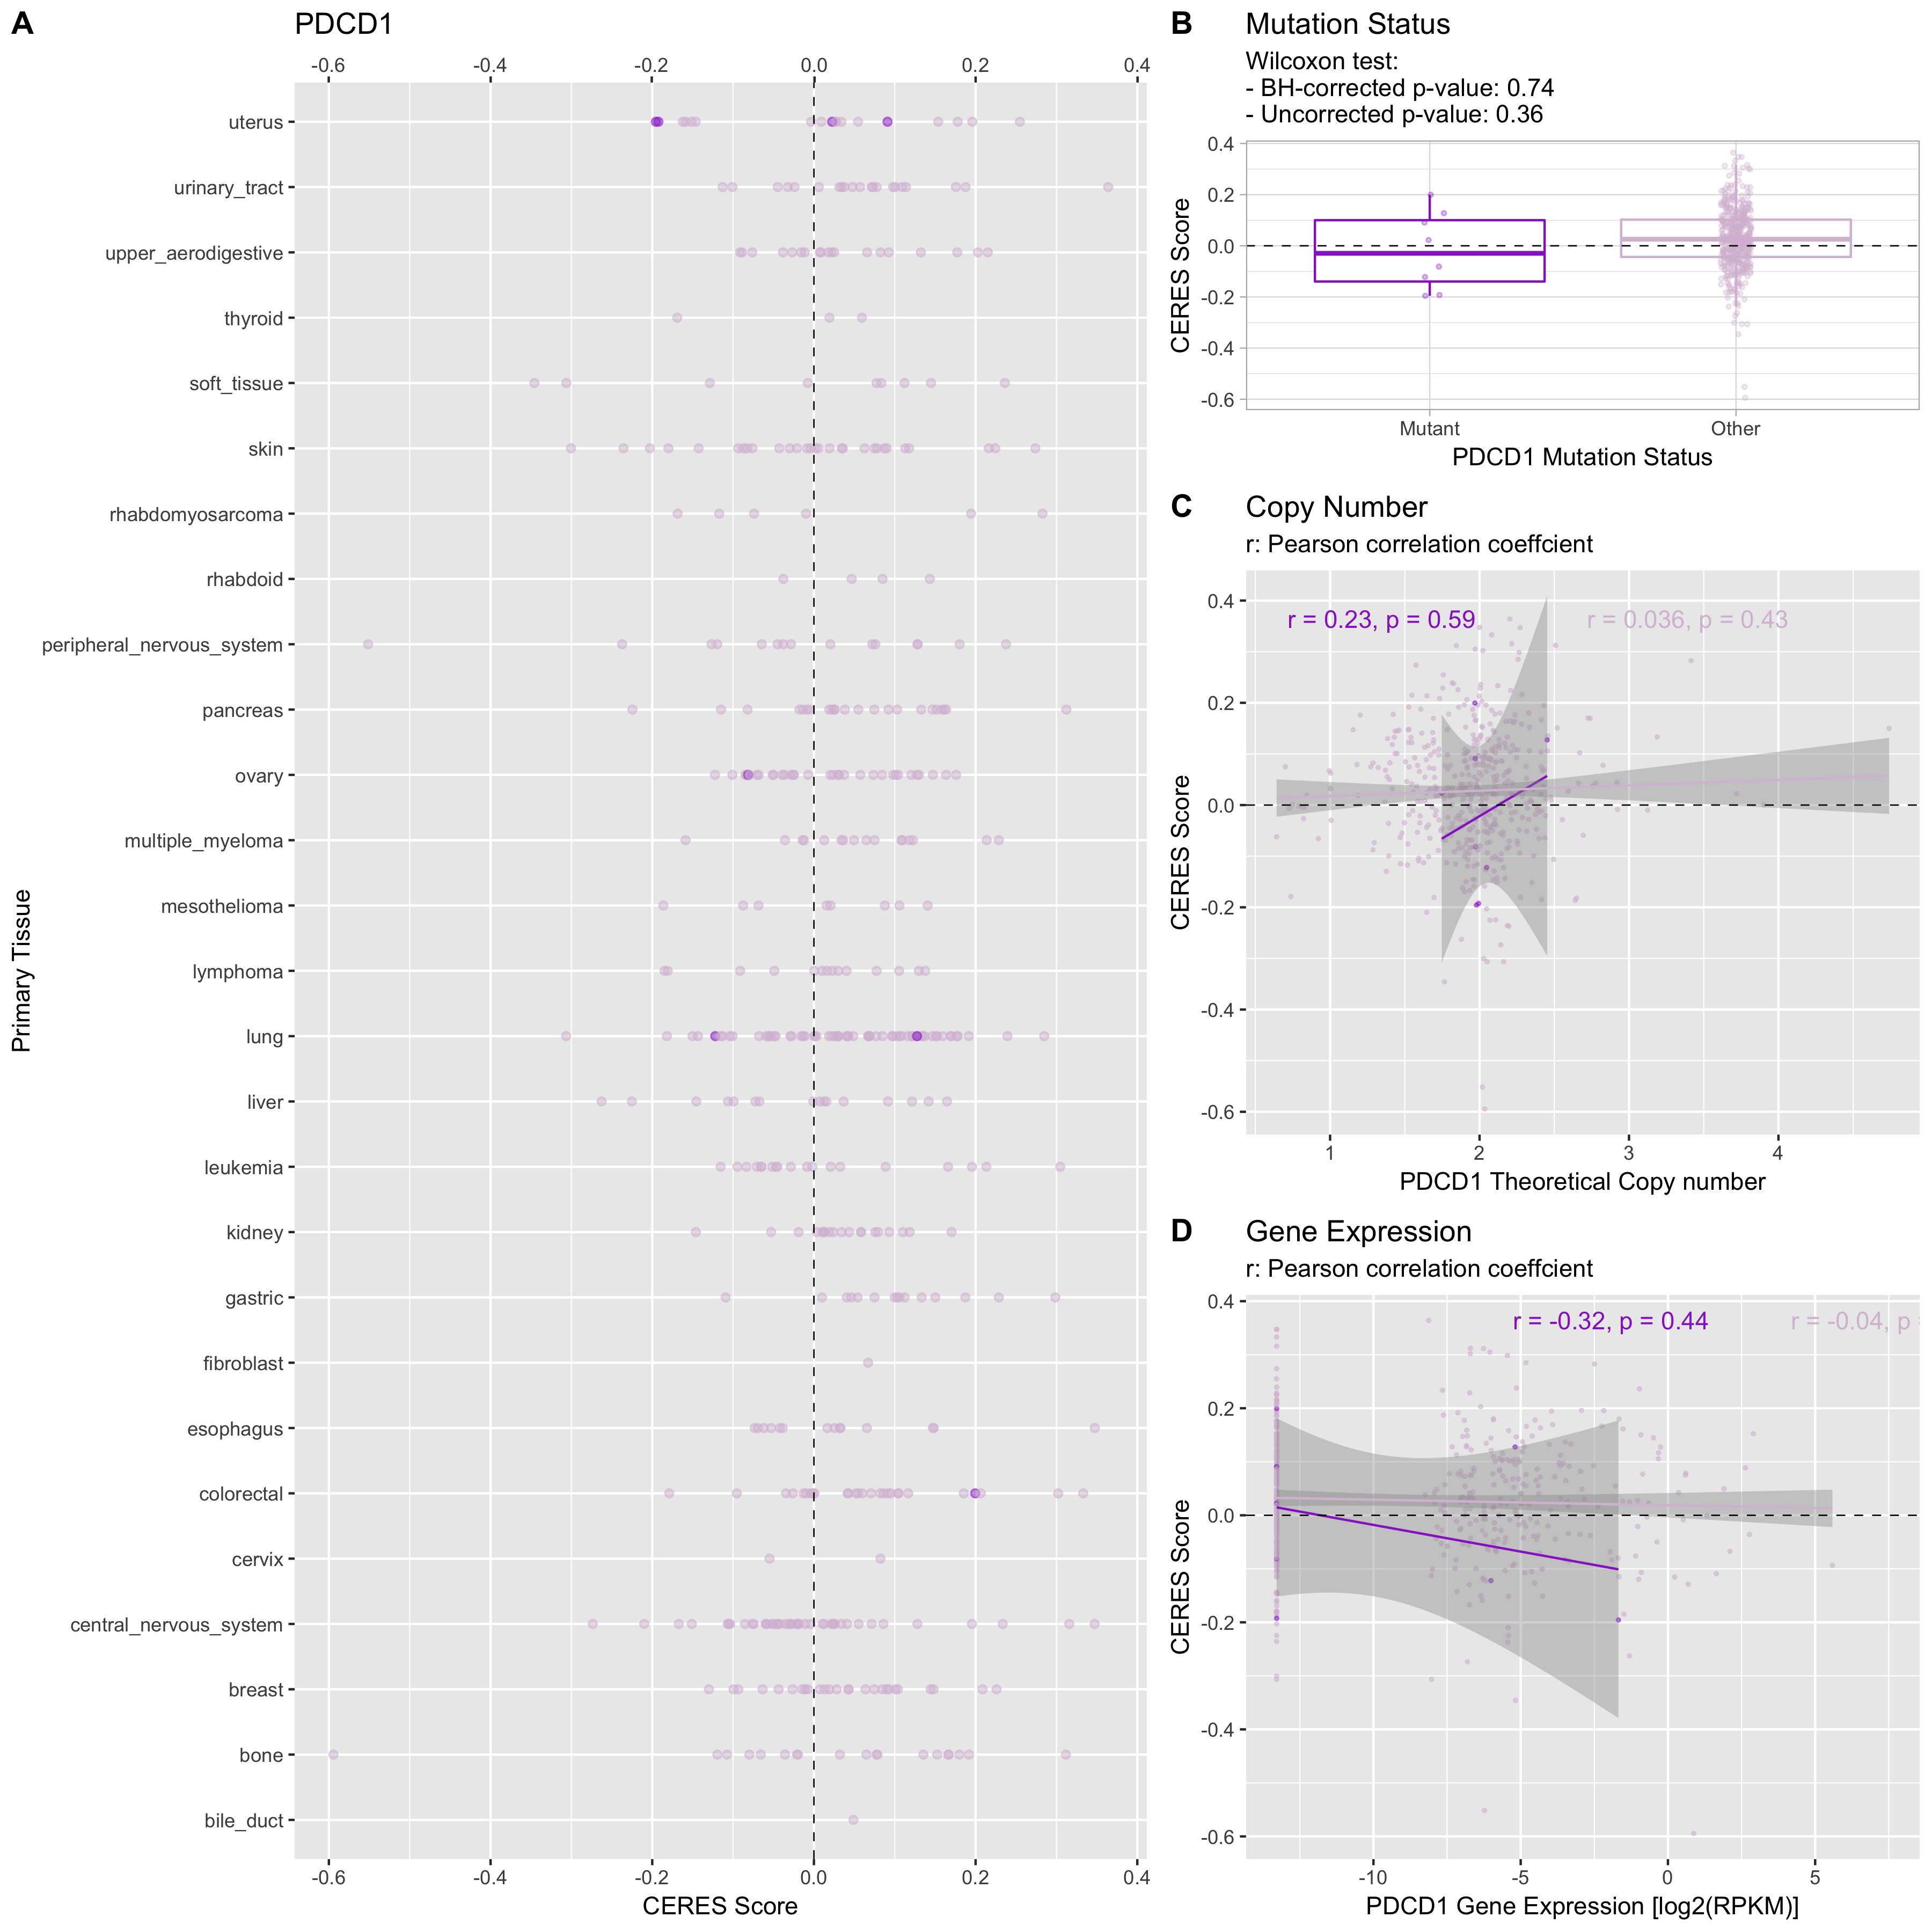 A
PDCD1
-0.6
-0.4
-0.2
0.0
0.2
0.4
uterus
urinary_tract
upper_aerodigestive
thyroid
soft_tissue
skin
rhabdomyosarcoma
rhabdoid
peripheral_nervous_system
pancreas
ovary
multiple_myeloma
mesothelioma
lymphoma
lung
liver
leukemia
kidney
gastric
fibroblast
esophagus
colorectal
cervix
central_nervous_system
breast
bone
bile_duct
Primary Tissue
-0.6
-0.4
-0.2
0.0
0.2
0.4
CERES Score
B
Mutation Status
Wilcoxon test:
- BH-corrected p-value: 0.74
- Uncorrected p-value: 0.36
0.4
0.2
0.0
-0.2
-0.4
-0.6
CERES Score
Mutant
Other
PDCD1 Mutation Status
C
Copy Number
r: Pearson correlation coeffcient
r = 0.23, p = 0.59
r = 0.036, p = 0.43
0.4
0.2
0.0
-0.2
-0.4
-0.6
CERES Score
1
2
3
4
PDCD1 Theoretical Copy number
D
Gene Expression
r: Pearson correlation coeffcient
r = -0.32, p = 0.44
r = -0.04, p
0.4
0.2
0.0
-0.2
-0.4
-0.6
CERES Score
-10
-5
0
5
PDCD1 Gene Expression [log2(RPKM)]